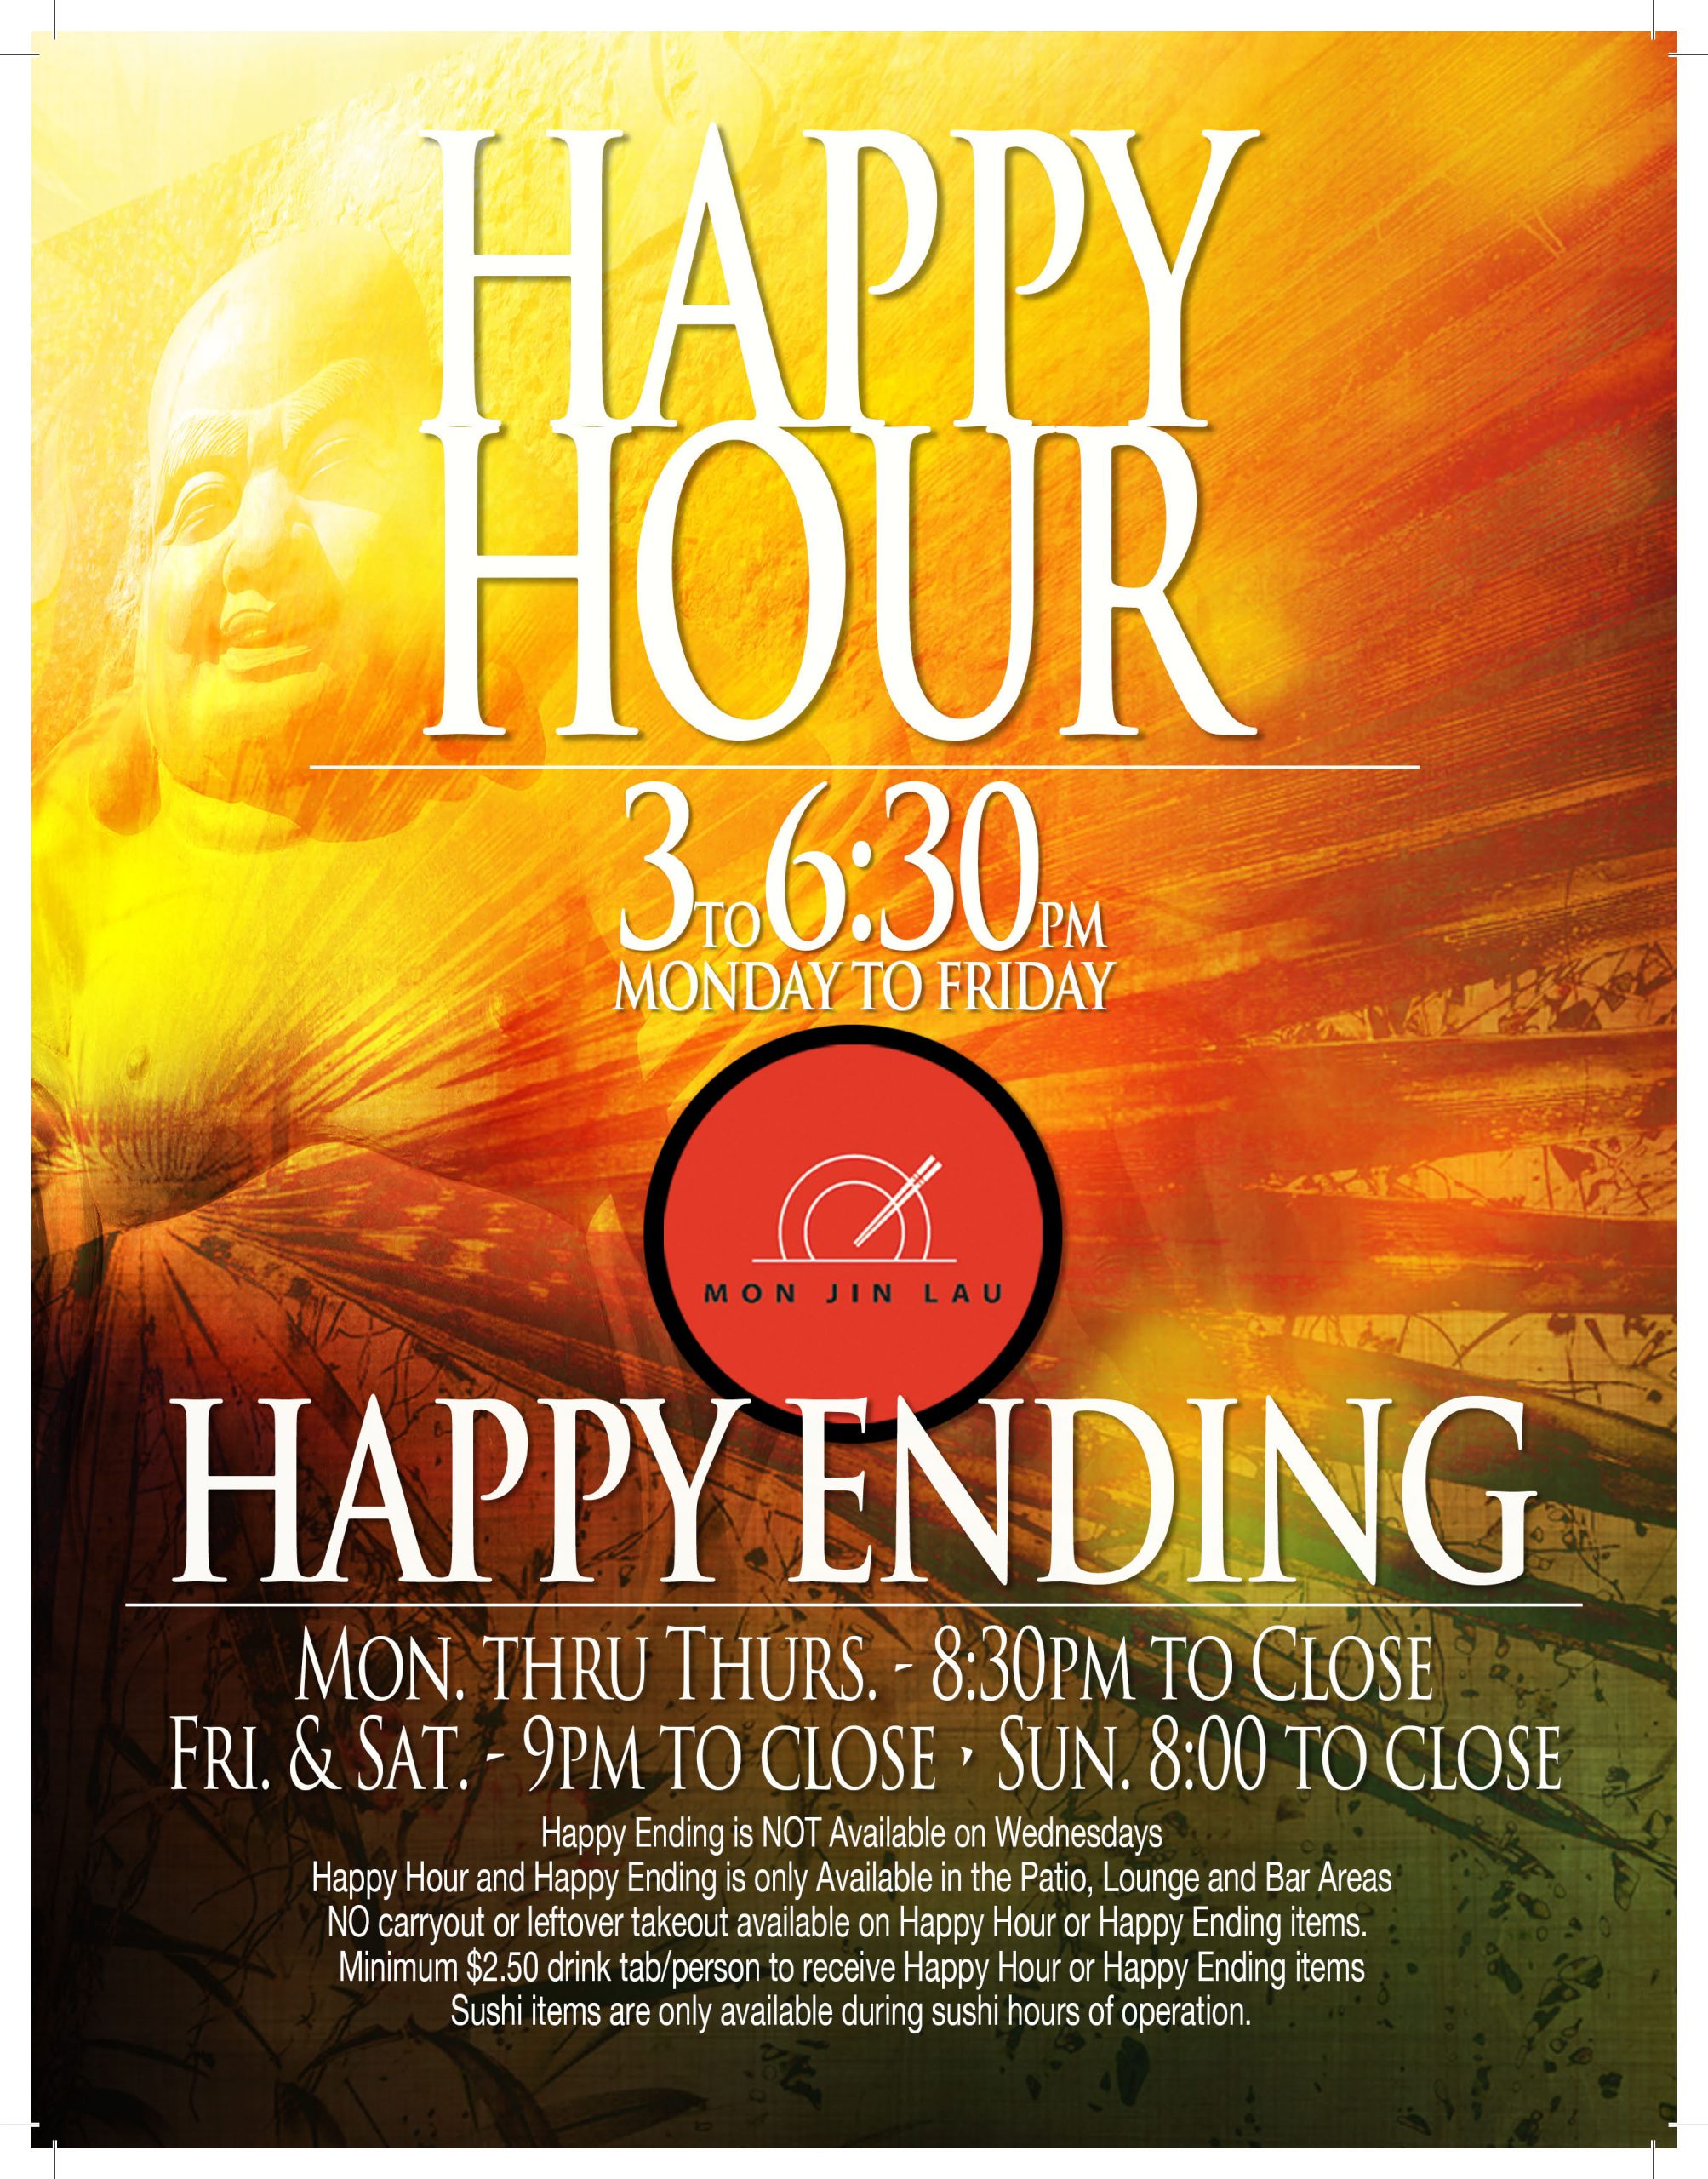 HAPPY
HOUR
3 TO 6:30 PM
MONDAY TO FRIDAY
MON JIN LAU
HAPPY ENDING
MON. THRU THURS. - 8:30PM TO CLOSE
FRI. & SAT. - 9PM TO CLOSE · SUN. 8:00 TO CLOSE
Happy Ending is NOT Available on Wednesdays
Happy Hour and Happy Ending is only Available in the Patio, Lounge and Bar Areas
NO carryout or leftover takeout available on Happy Hour or Happy Ending items.
Minimum $2.50 drink tab/person to receive Happy Hour or Happy Ending items
Sushi items are only available during sushi hours of operation.